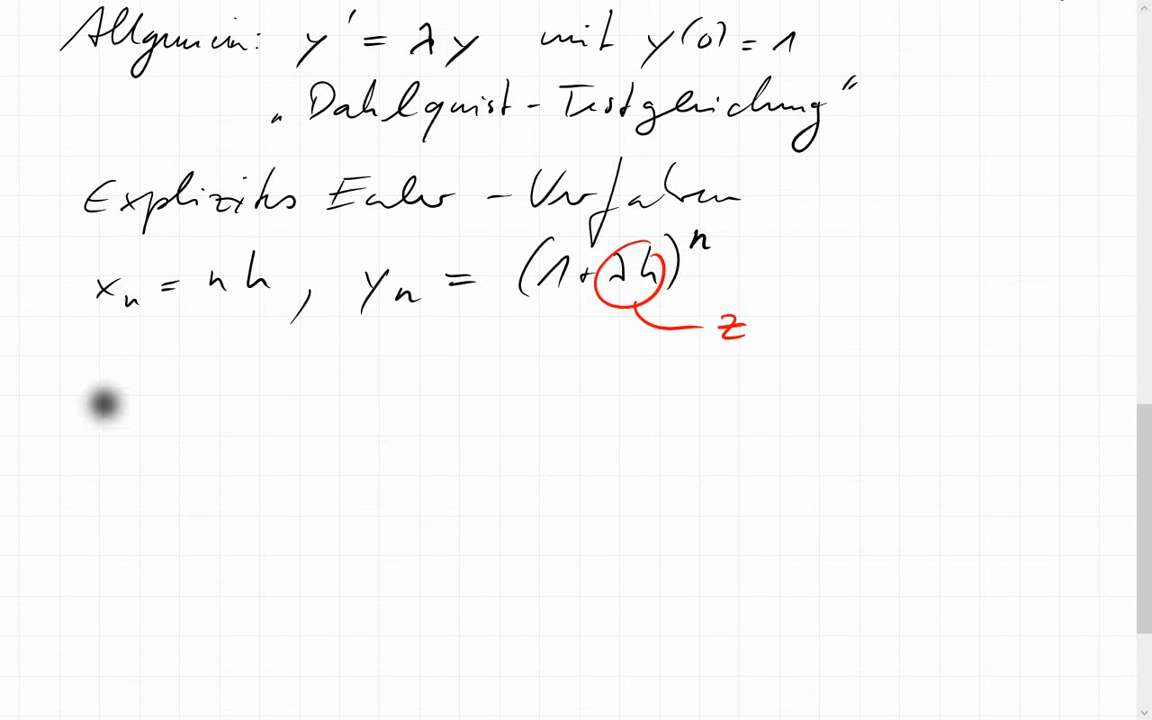 Allgemein: y' = λy mit y(0) = 1
„Dahlquist-Testgleichung“
Explizites Euler-Verfahren
xₙ = nh, yₙ = (1+λh)ⁿ
z